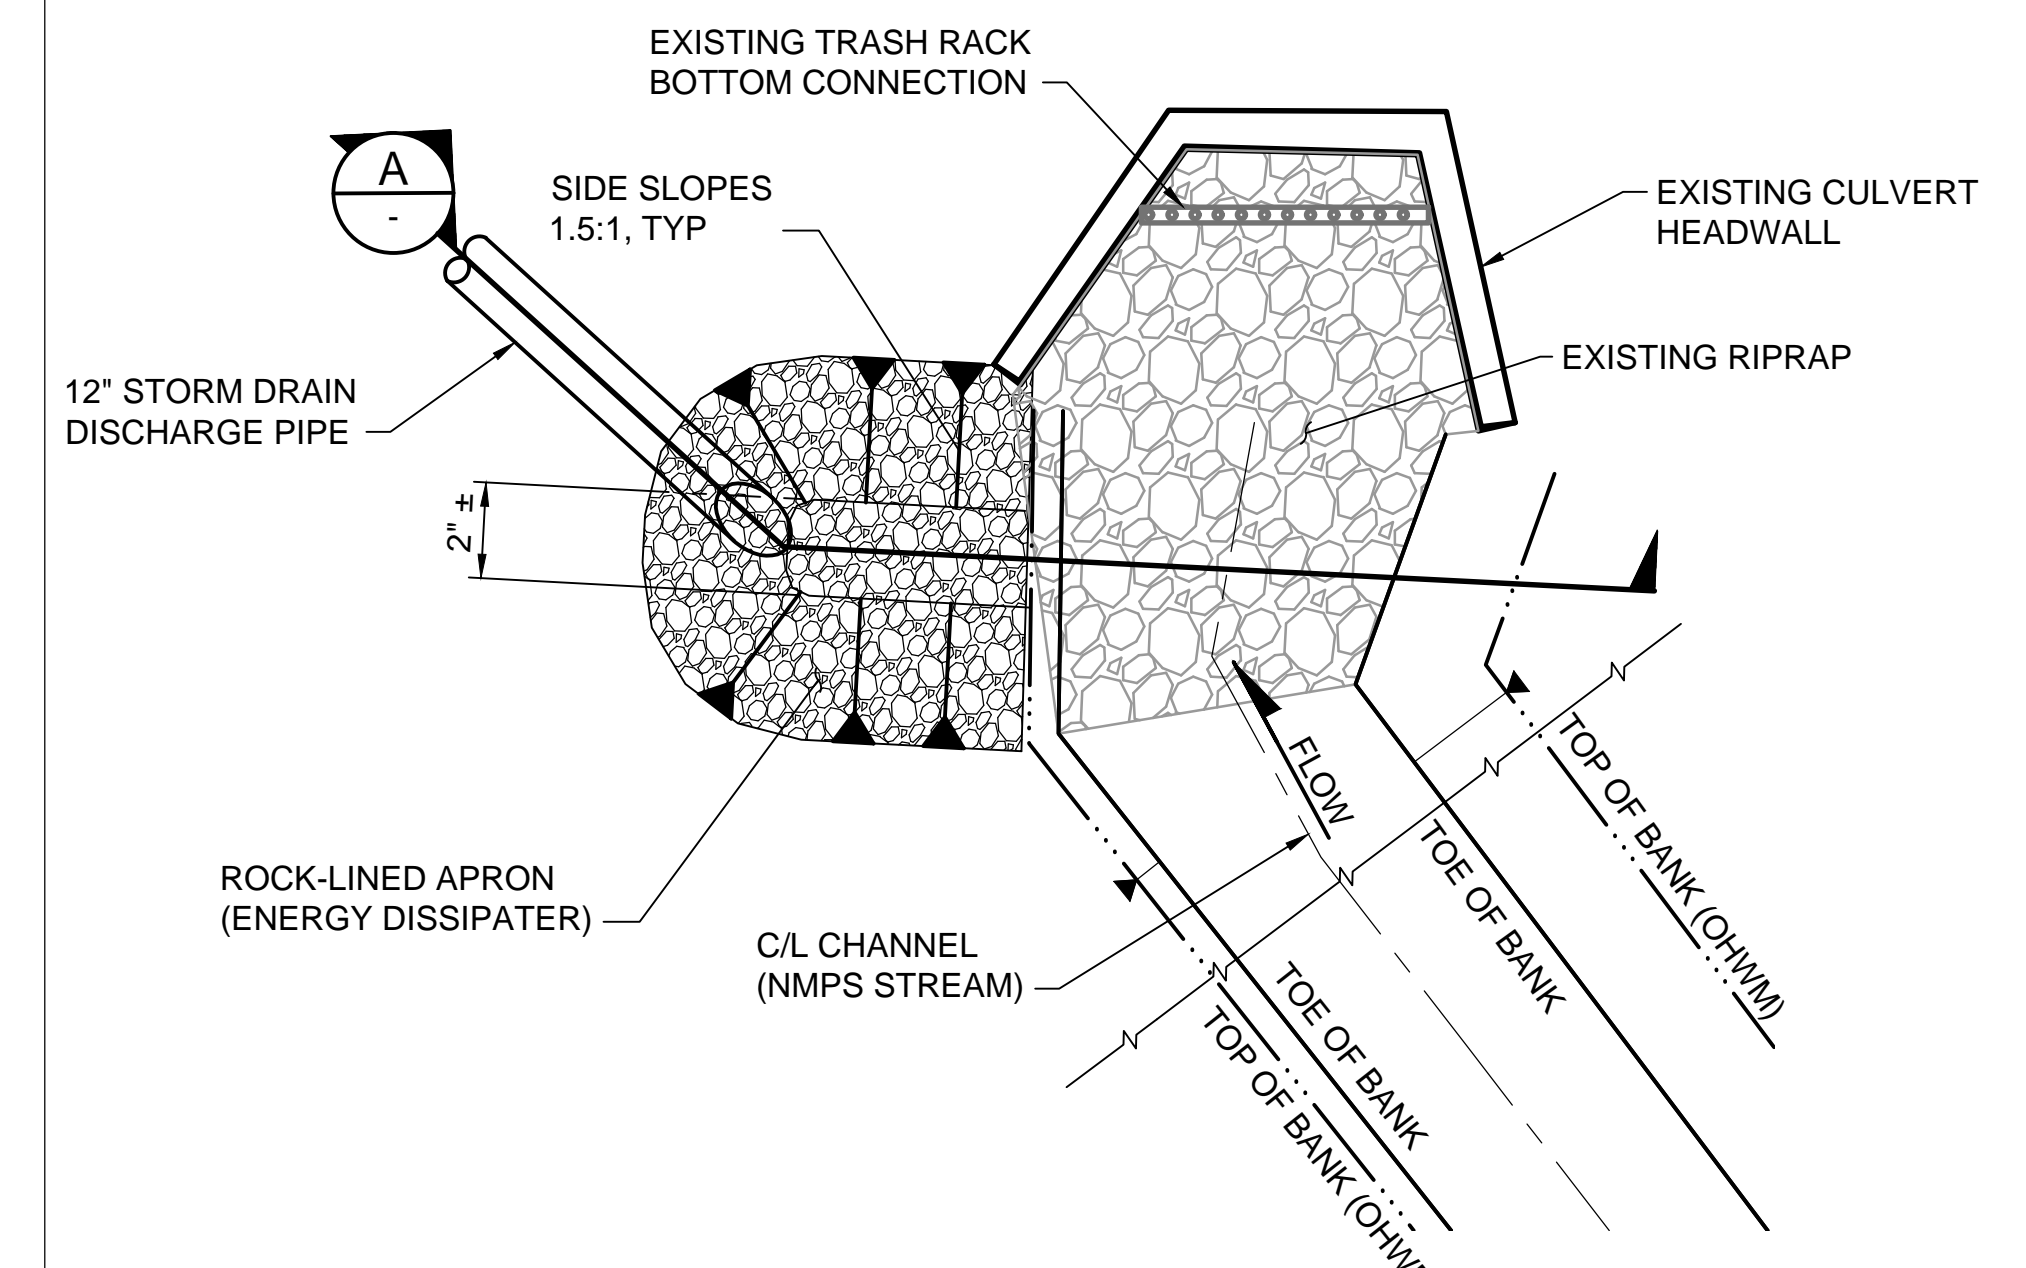 EXISTING TRASH RACK
BOTTOM CONNECTION
A
-
SIDE SLOPES
1.5:1, TYP
EXISTING CULVERT
HEADWALL
EXISTING RIPRAP
12" STORM DRAIN
DISCHARGE PIPE
2" ±
FLOW
TOP OF BANK (OHWM)
TOE OF BANK
ROCK-LINED APRON
(ENERGY DISSIPATER)
C/L CHANNEL
(NMPS STREAM)
TOE OF BANK
TOP OF BANK (OHW